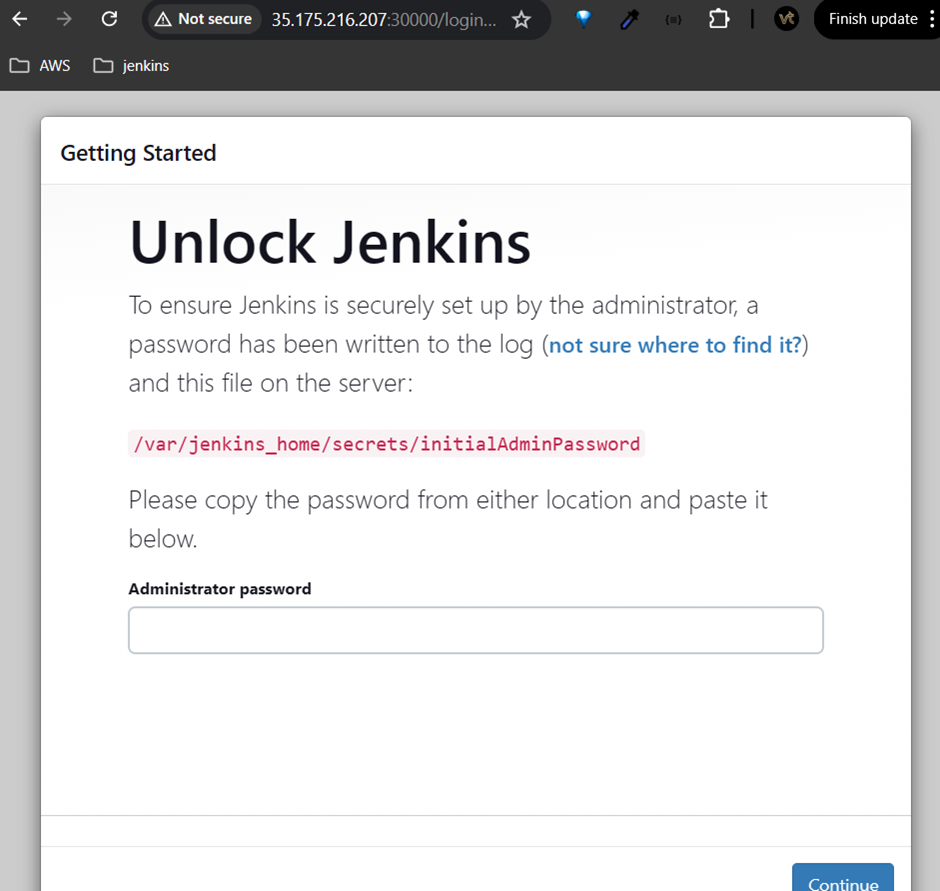 Not secure 35.175.216.207:30000/login... Finish update
AWS jenkins
Getting Started
Unlock Jenkins
To ensure Jenkins is securely set up by the administrator, a
password has been written to the log (not sure where to find it?)
and this file on the server:
/var/jenkins_home/secrets/initialAdminPassword
Please copy the password from either location and paste it
below.
Administrator password
Continue